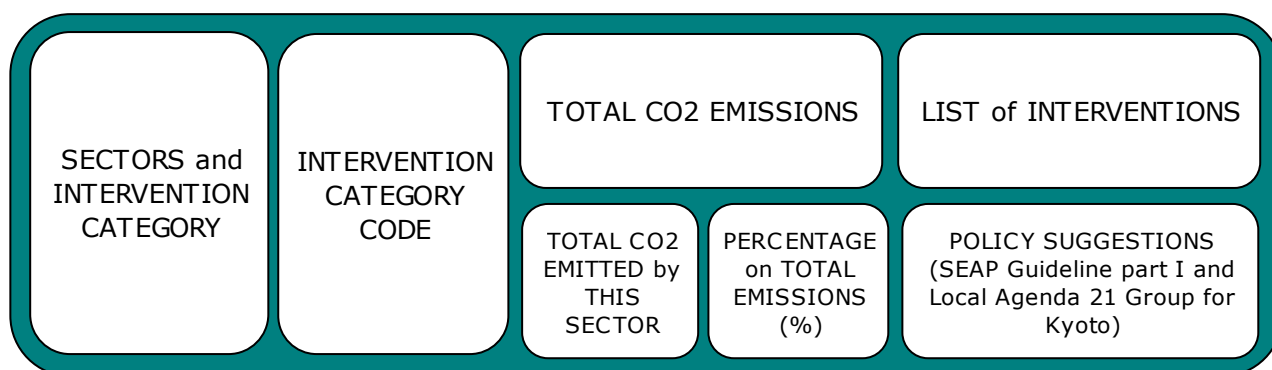 SECTORS and
INTERVENTION
CATEGORY
INTERVENTION
CATEGORY
CODE
TOTAL CO2 EMISSIONS
LIST of INTERVENTIONS
TOTAL CO2
EMITTED by
THIS
SECTOR
PERCENTAGE
on TOTAL
EMISSIONS
(%)
POLICY SUGGESTIONS
(SEAP Guideline part I and
Local Agenda 21 Group for
Kyoto)